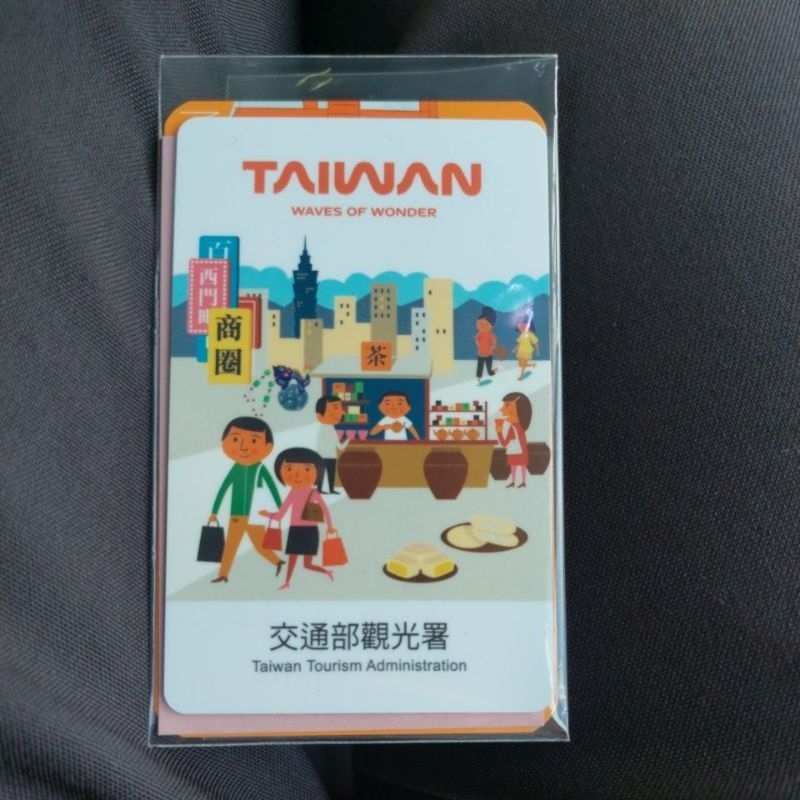 TAIWAN
WAVES OF WONDER
百
西門町
商圈
茶
交通部觀光署
Taiwan Tourism Administration